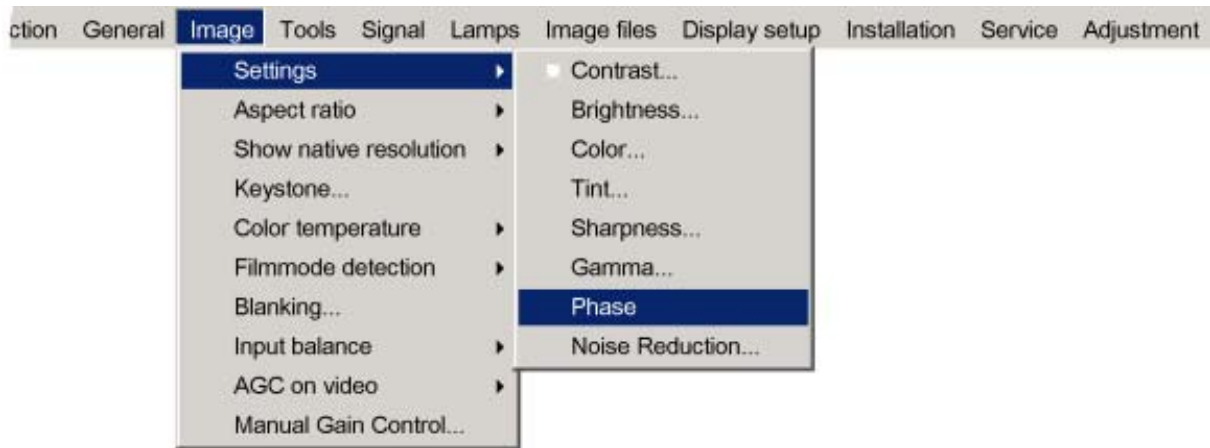 ction General Image Tools Signal Lamps Image files Display setup Installation Service Adjustment
Settings
Aspect ratio
Show native resolution
Keystone...
Color temperature
Filmmode detection
Blanking...
Input balance
AGC on video
Manual Gain Control...
Contrast...
Brightness...
Color...
Tint...
Sharpness...
Gamma...
Phase
Noise Reduction...